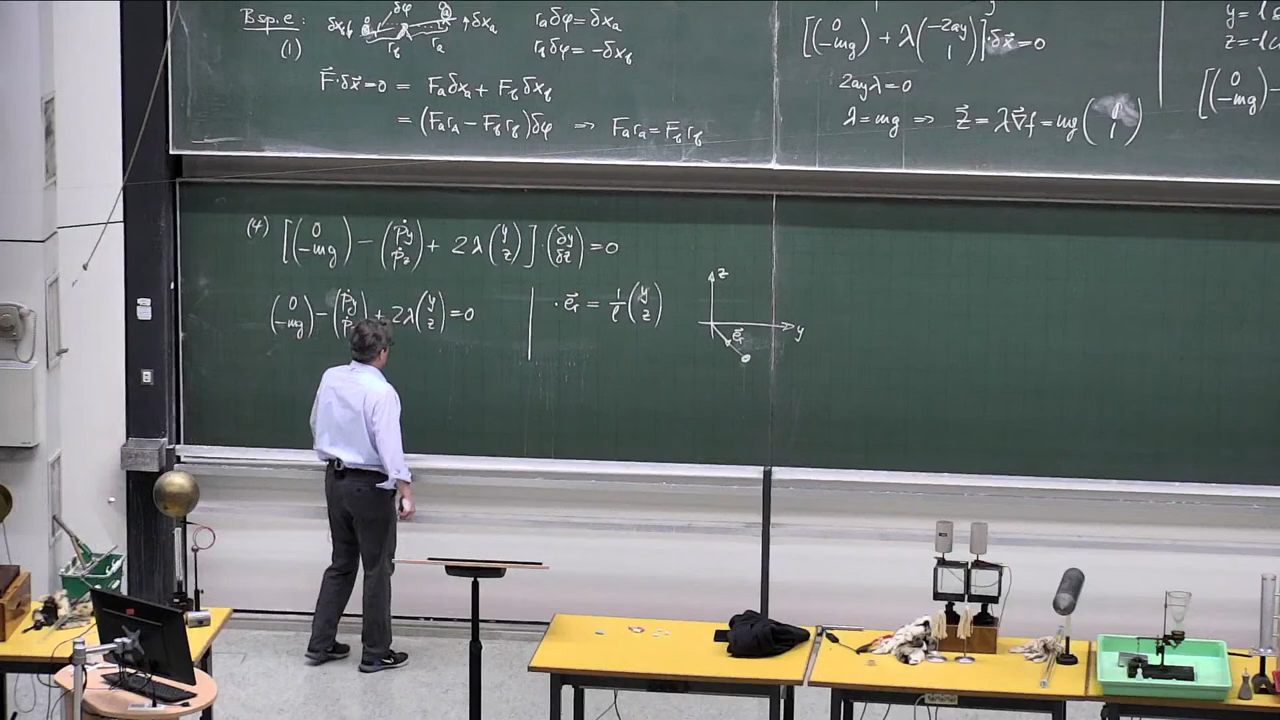 Bsp.e:
(1)
δφ
δx_b
↕δx_a
r_b
r_a
r_a δφ = δx_a
r_b δφ = -δx_b
F⃗·δx⃗ = 0 = F_a δx_a + F_b δx_b
= (F_a r_a - F_b r_b)δφ ⇒ F_a r_a = F_b r_b
[(0 -mg) + λ(-2ay 1)]·δx⃗ = 0
2ayλ = 0
λ = mg ⇒ Z⃗ = λ∇⃗f = mg(0 1)
y = l s
z = -l c
[(0 -mg) -
(4) [(0 -mg) - (ṗ_y ṗ_z) + 2λ(y z)]·(δy δz) = 0
(0 -mg) - (ṗ_y ṗ) + 2λ(y z) = 0 | · e⃗_r = 1/l (y z)
z
y
e⃗_r